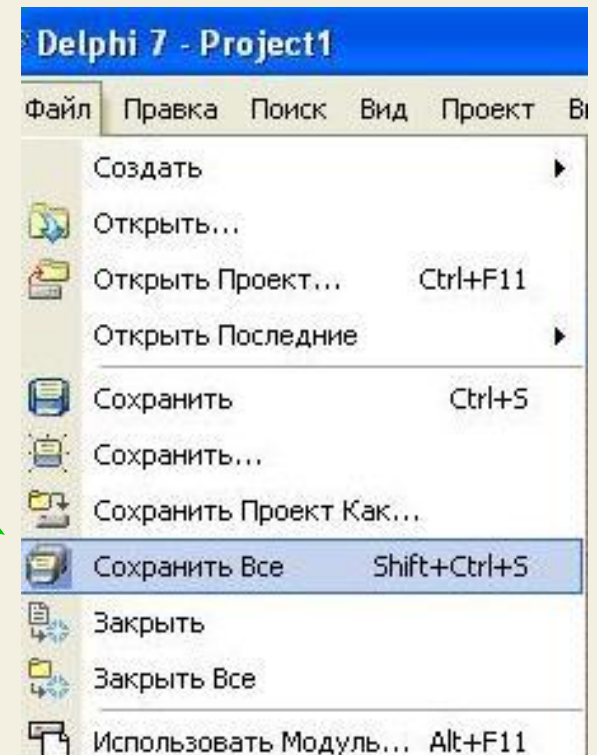 Delphi 7 - Project1
Файл Правка Поиск Вид Проект
Создать
Открыть...
Открыть Проект... Ctrl+F11
Открыть Последние
Сохранить Ctrl+S
Сохранить...
Сохранить Проект Как...
Сохранить Все Shift+Ctrl+S
Закрыть
Закрыть Все
Использовать Модуль... Alt+F11